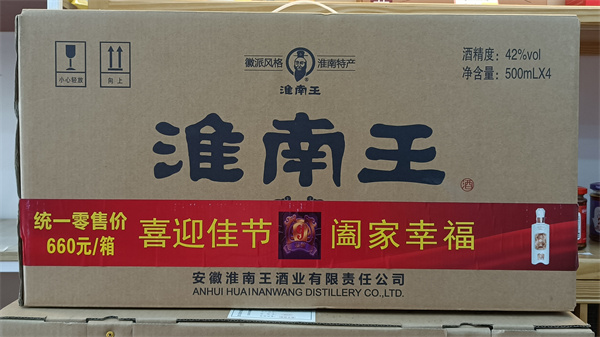 小心轻放
向上
徽派风格
淮南特产
淮南王
酒精度：42%vol
净含量：500mLX4
淮南王
酒
统一零售价
660元/箱
喜迎佳节
阖家幸福
安徽淮南王酒业有限责任公司
ANHUI HUAINANWANG DISTILLERY CO.,LTD.